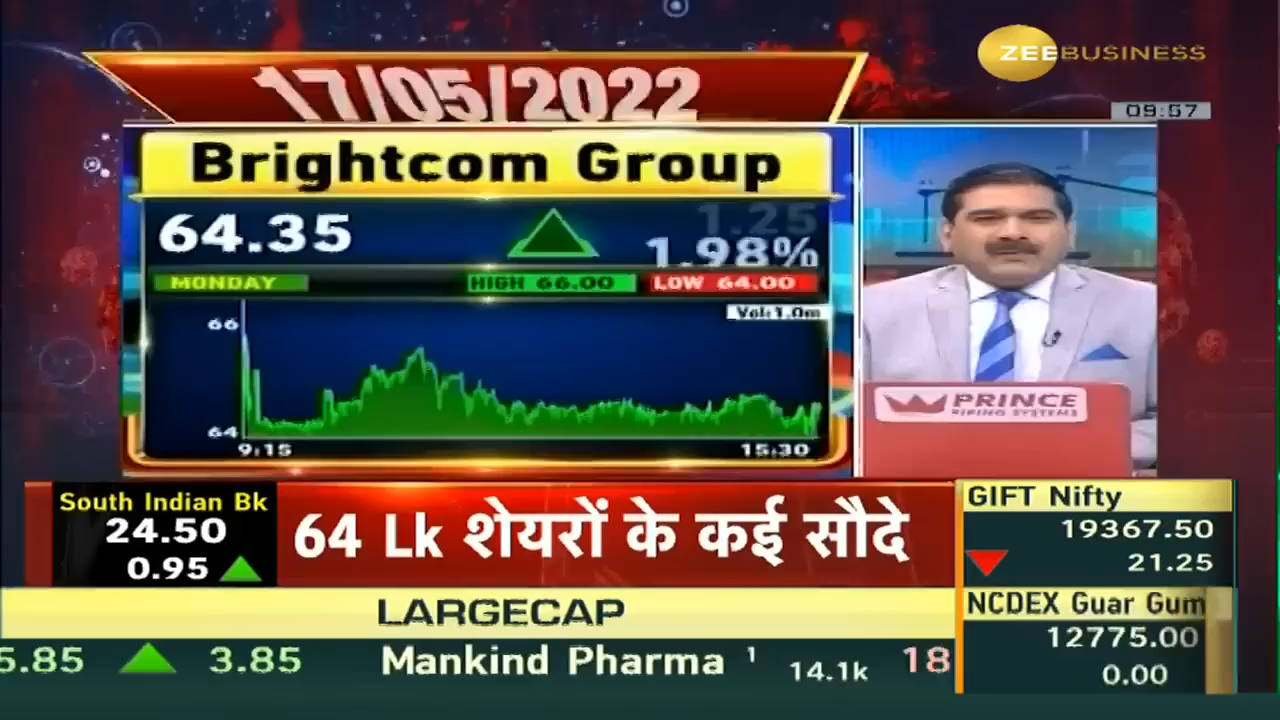 17/05/2022
ZEEBUSINESS
09:57
Brightcom Group
64.35
1.25
1.98%
MONDAY
HIGH 66.00
LOW 64.00
Vol:1.0m
66
64
9:15
15:30
PRINCE
PIPING SYSTEMS
South Indian Bk
24.50
0.95
64 Lk शेयरों के कई सौदे
GIFT Nifty
19367.50
21.25
NCDEX Guar Gum
12775.00
0.00
LARGECAP
5.85 3.85 Mankind Pharma 1 14.1k 18